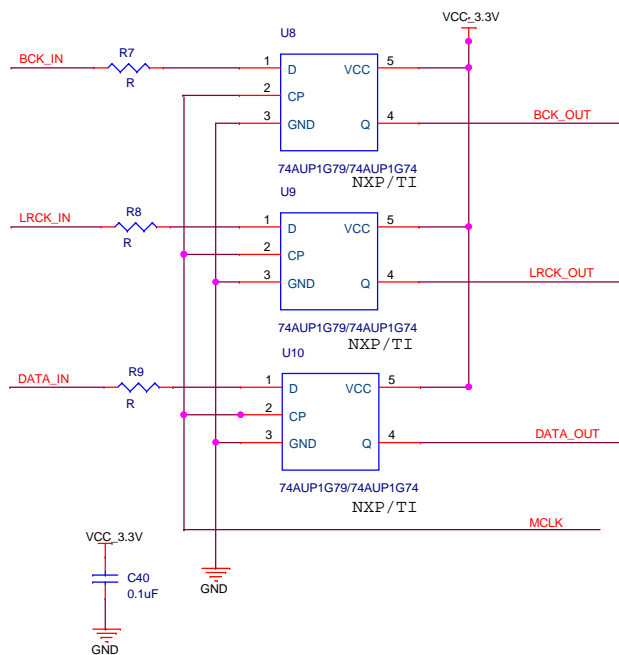 VCC_3.3V
U8
BCK_IN R7 1 D VCC 5
R 2 CP
3 GND Q 4 BCK_OUT
74AUP1G79/74AUP1G74
NXP/TI
U9
LRCK_IN R8 1 D VCC 5
R 2 CP
3 GND Q 4 LRCK_OUT
74AUP1G79/74AUP1G74
NXP/TI
U10
DATA_IN R9 1 D VCC 5
R 2 CP
3 GND Q 4 DATA_OUT
74AUP1G79/74AUP1G74
NXP/TI
MCLK
VCC_3.3V
C40
0.1uF
GND
GND